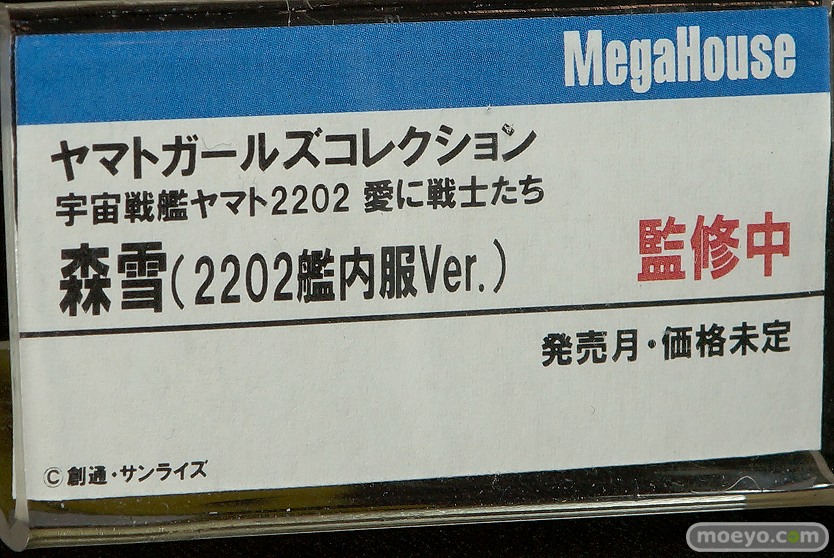 MegaHouse
ヤマトガールズコレクション
宇宙戦艦ヤマト2202 愛に戦士たち
森雪(2202艦内服Ver.)
監修中
発売月・価格未定
©創通・サンライズ
moeyo.com